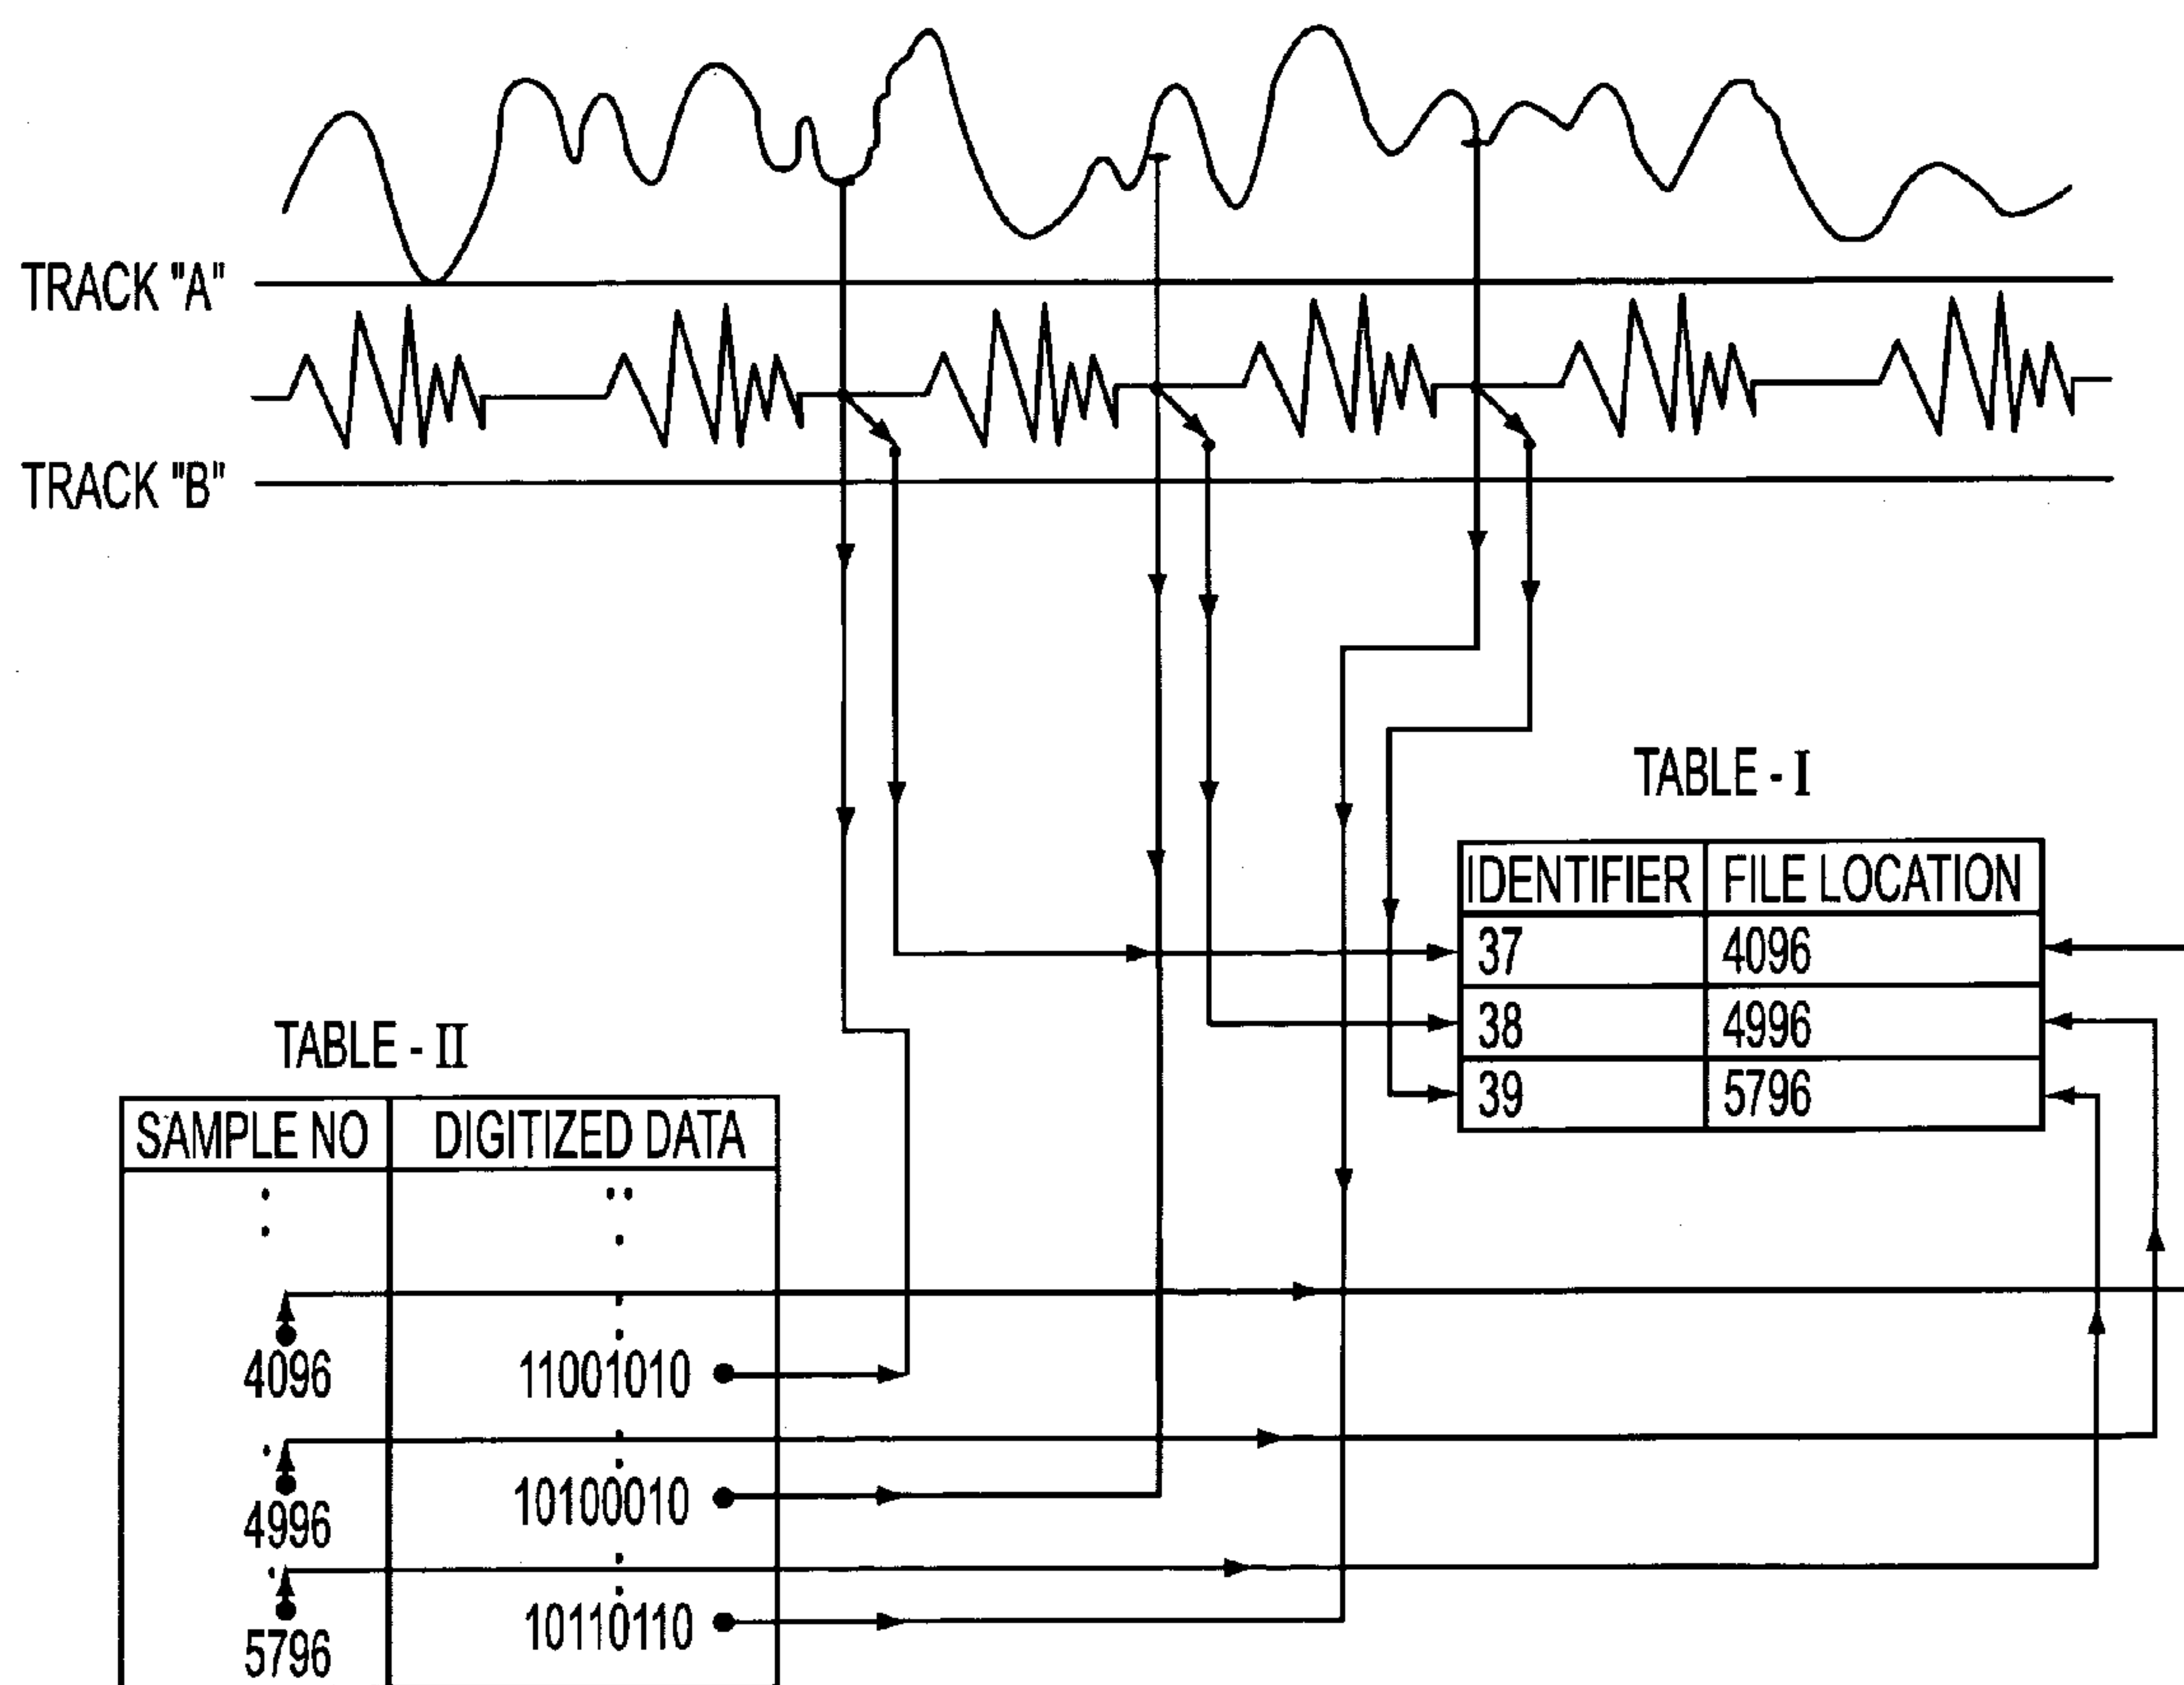 TRACK "A"
TRACK "B"
TABLE - I
IDENTIFIER FILE LOCATION
37 4096
38 4996
39 5796
TABLE - II
SAMPLE NO DIGITIZED DATA
4096 11001010
4996 10100010
5796 10110110